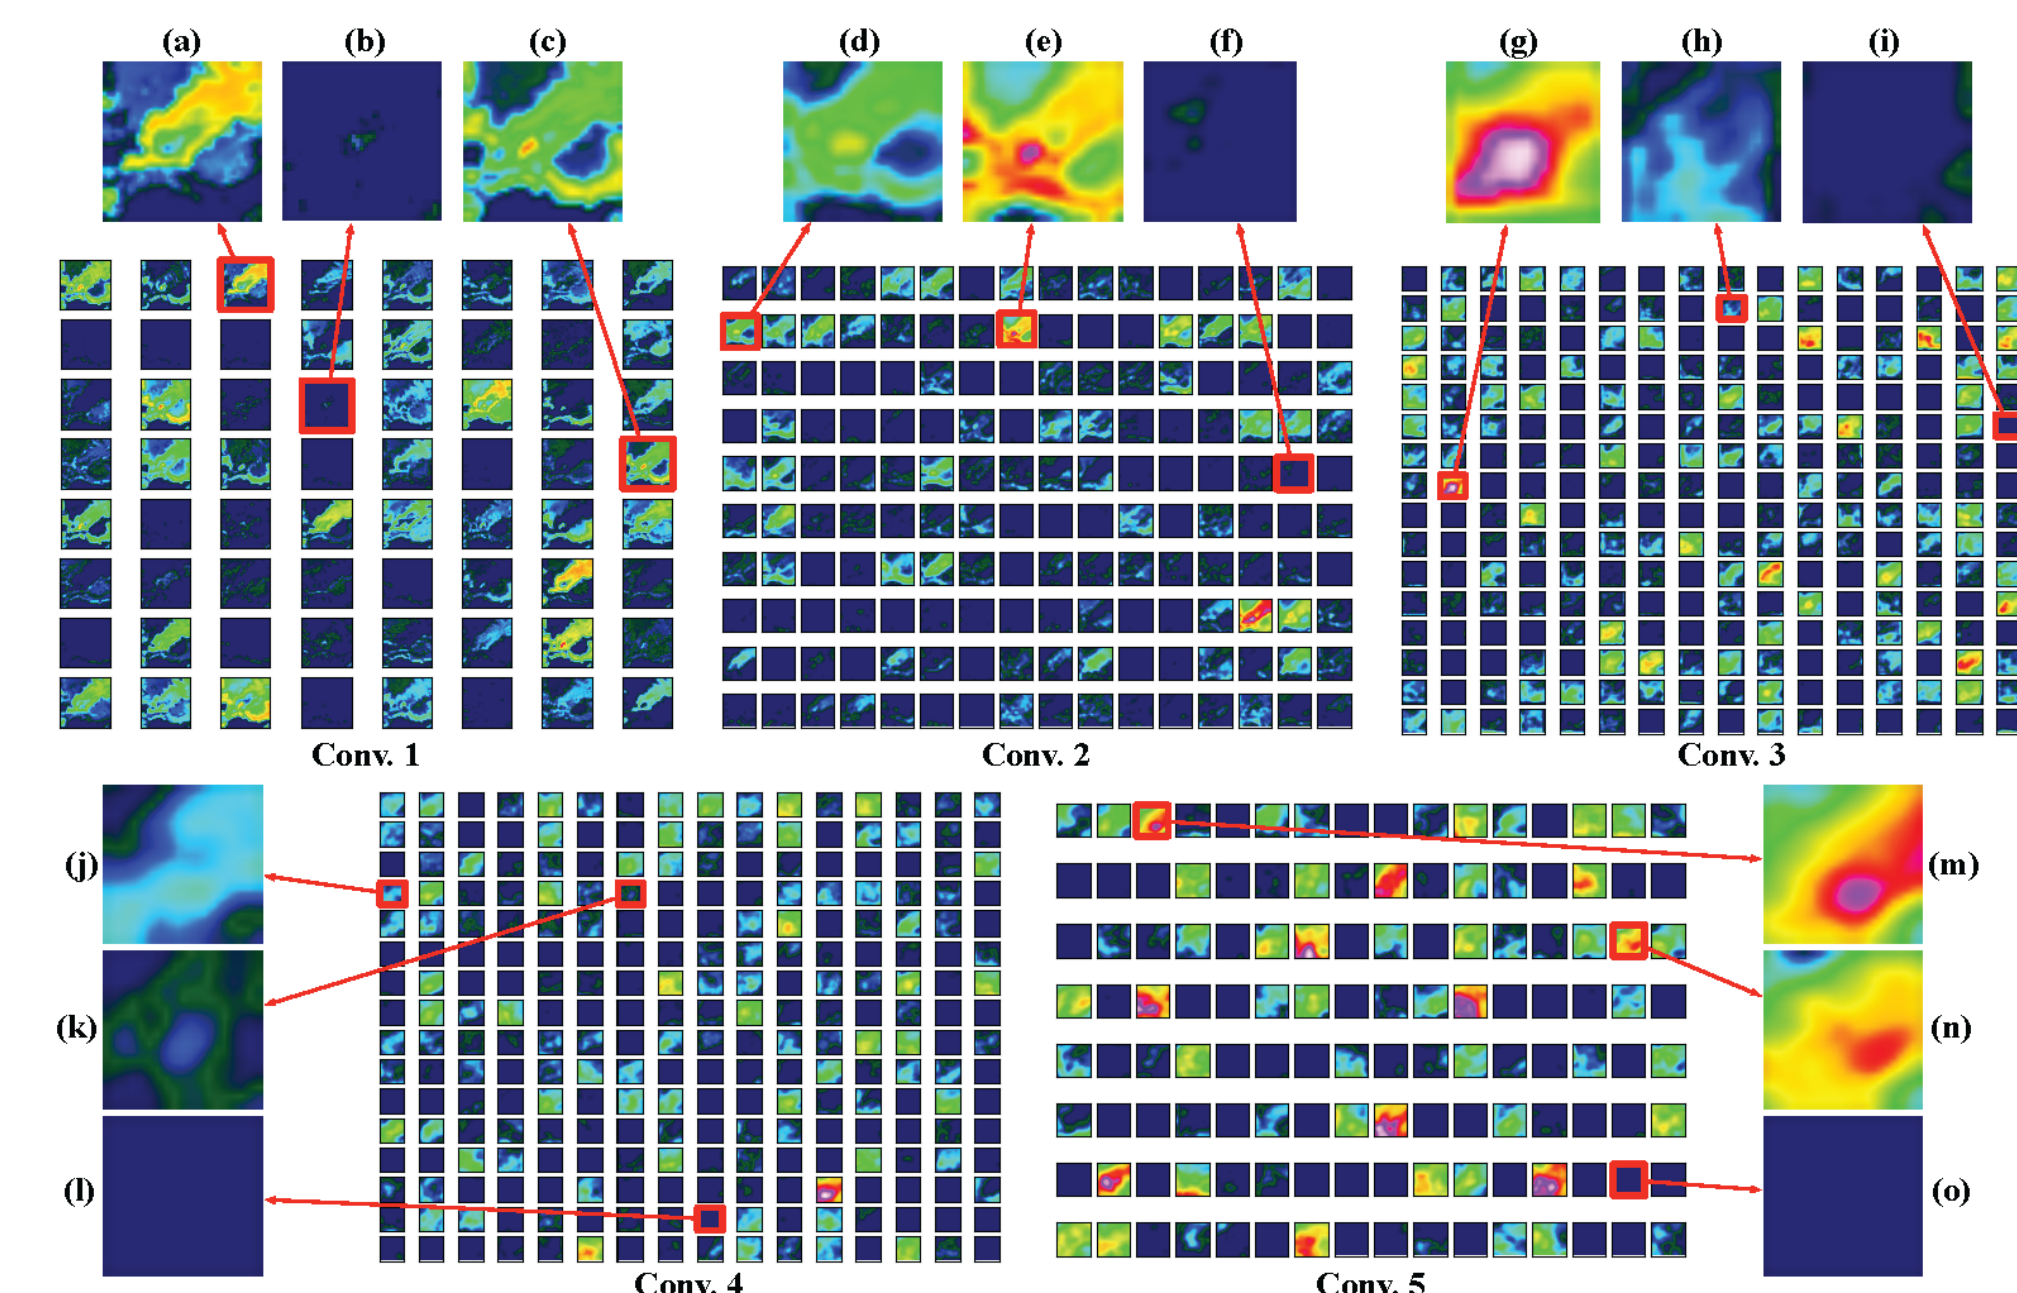 (a) (b) (c) (d) (e) (f) (g) (h) (i)
Conv. 1 Conv. 2 Conv. 3
(j)
(k)
(l)
(m)
(n)
(o)
Conv. 4 Conv. 5